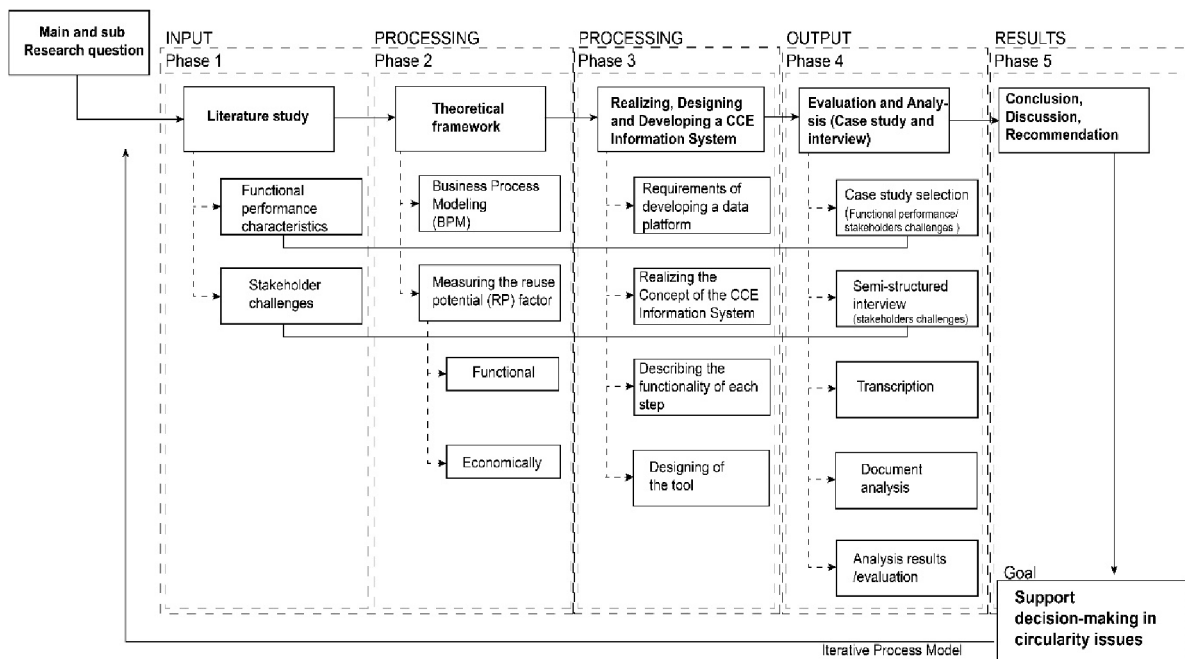 Main and sub
Research question
INPUT
Phase 1
Literature study
Functional
performance
characteristics
Stakeholder
challenges
PROCESSING
Phase 2
Theoretical
framework
Business Process
Modeling
(BPM)
Measuring the reuse
potential (RP) factor
Functional
Economically
PROCESSING
Phase 3
Realizing, Designing
and Developing a CCE
Information System
Requirements of
developing a data
platform
Realizing the
Concept of the CCE
Information System
Describing the
functionality of each
step
Designing of
the tool
OUTPUT
Phase 4
Evaluation and Analy-
sis (Case study and
interview)
Case study selection
(Functional performance/
stakeholders challenges )
Semi-structured
interview
(stakeholders challenges)
Transcription
Document
analysis
Analysis results
/evaluation
RESULTS
Phase 5
Conclusion,
Discussion,
Recommendation
Goal
Support
decision-making in
circularity issues
Iterative Process Model